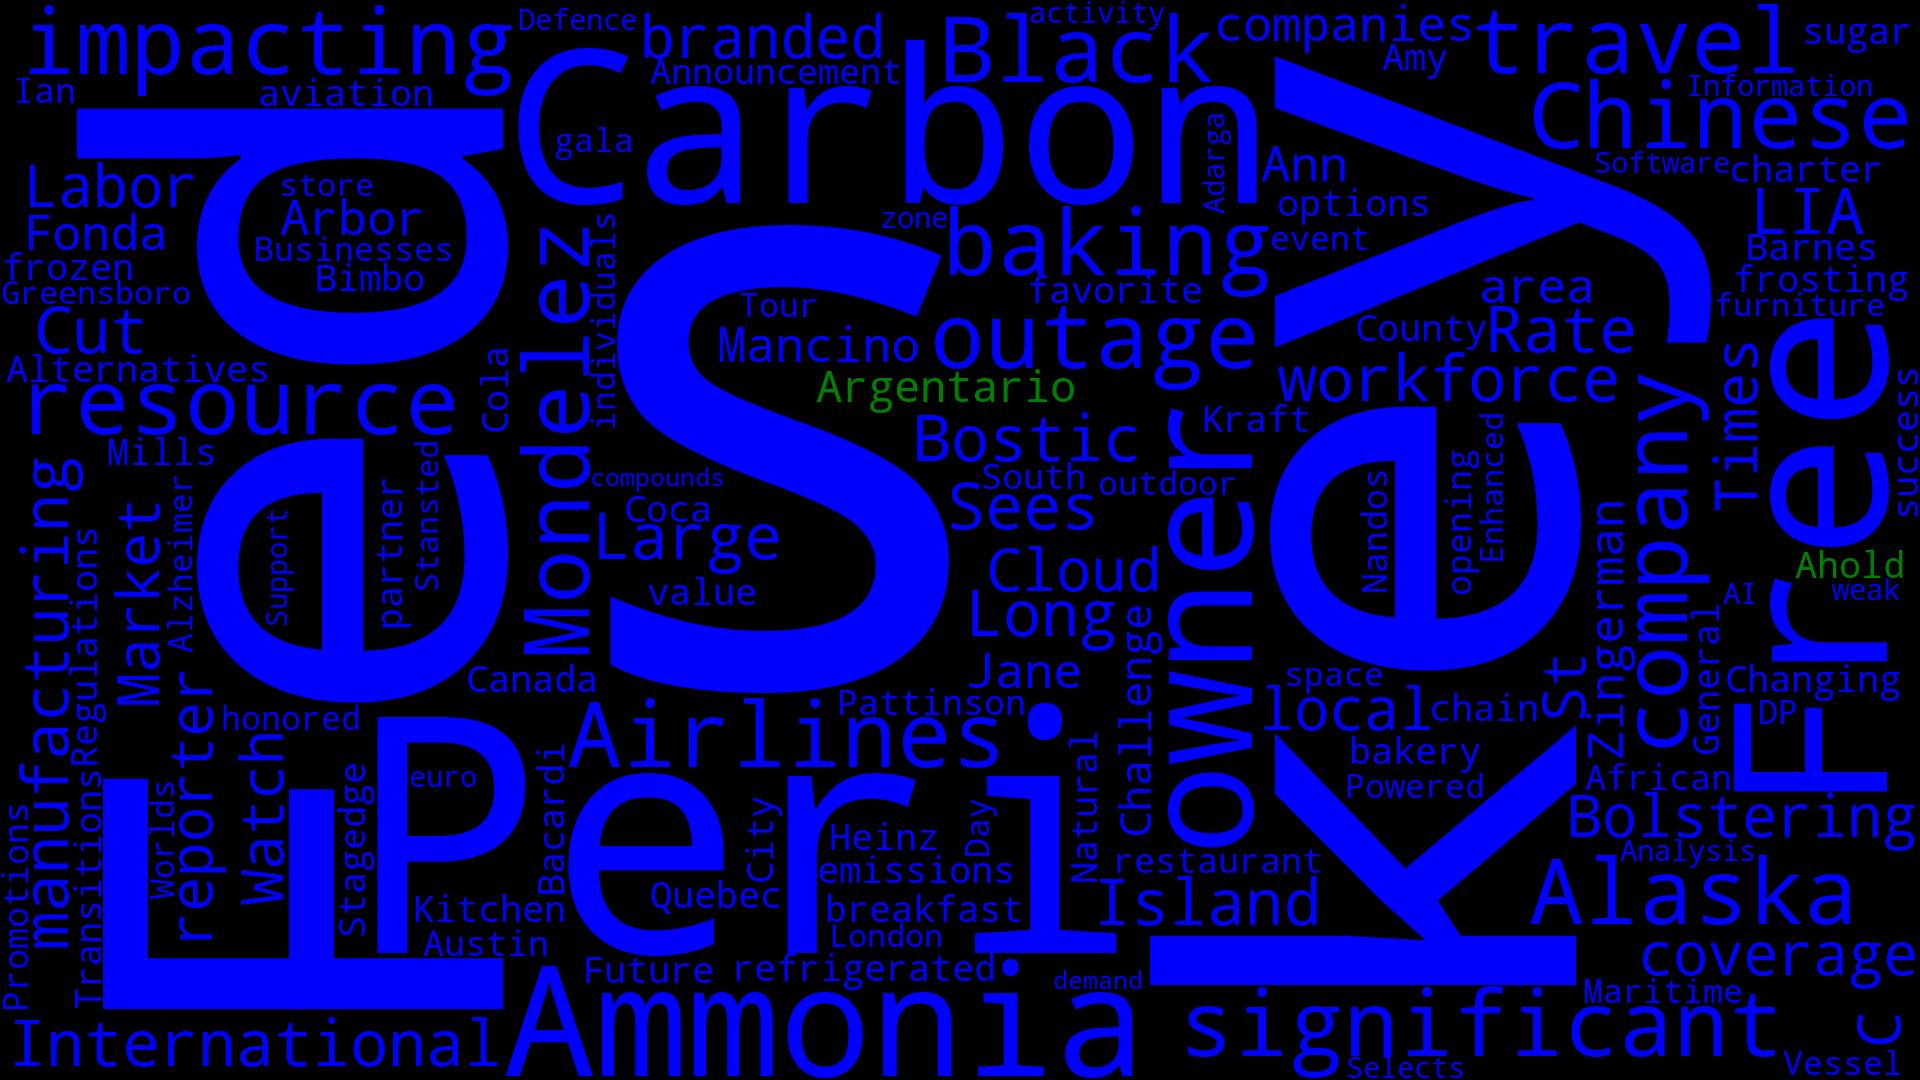 impacting
Defence
branded
activity
Black
companies
travel
sugar
Announcement
Amy
Ian
aviation
Carbon
Information
Chinese
gala
Adarga
Ann
Software
charter
Labor
store
options
LIA
Fonda
Arbor
zone
baking
event
Barnes
Businesses
individuals
frozen
Bimbo
favorite
area
frosting
Greensboro
Tour
furniture
Cut
Mancino
outage
County
Rate
Alternatives
Cola
Mondelez
Argentario
workforce
Times
Free
success
resource
Kraft
Bostic
Mills
Stansted
compounds
South
outdoor
Key
company
manufacturing
Market
Alzheimer
partner
Coca
S
Sees
Nandos
opening
Enhanced
Zingerman
Regulations
Support
Large
Cloud
owner
Ahold
Fed
value
Long
AI
weak
Challenge
General
Canada
Jane
space
St
Changing
reporter
honored
Pattinson
local
chain
DP
Watch
Airlines
Natural
bakery
euro
Peri
Powered
African
Worlds
Stagedge
Bacardi
City
Day
Bolstering
Promotions
Transitions
Heinz
emissions
restaurant
Analysis
Quebec
Kitchen
breakfast
Island
Alaska
Austin
London
coverage
Future
refrigerated
demand
Maritime
International
Ammonia
significant
C
Selects
Vessel